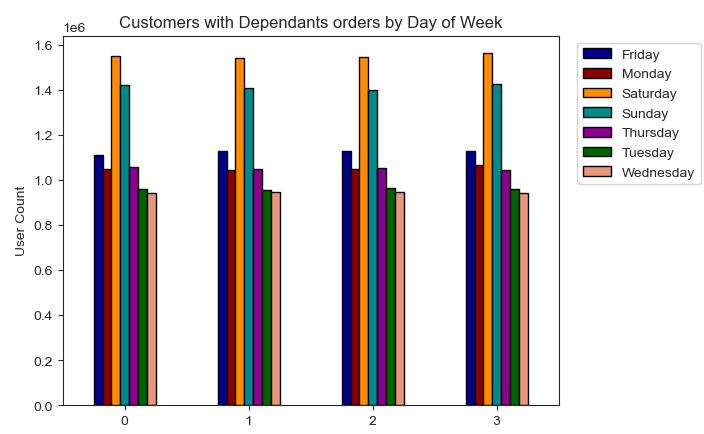 Customers with Dependants orders by Day of Week
1e6
1.6
1.4
1.2
1.0
0.8
0.6
0.4
0.2
0.0
User Count
0 1 2 3
Friday
Monday
Saturday
Sunday
Thursday
Tuesday
Wednesday